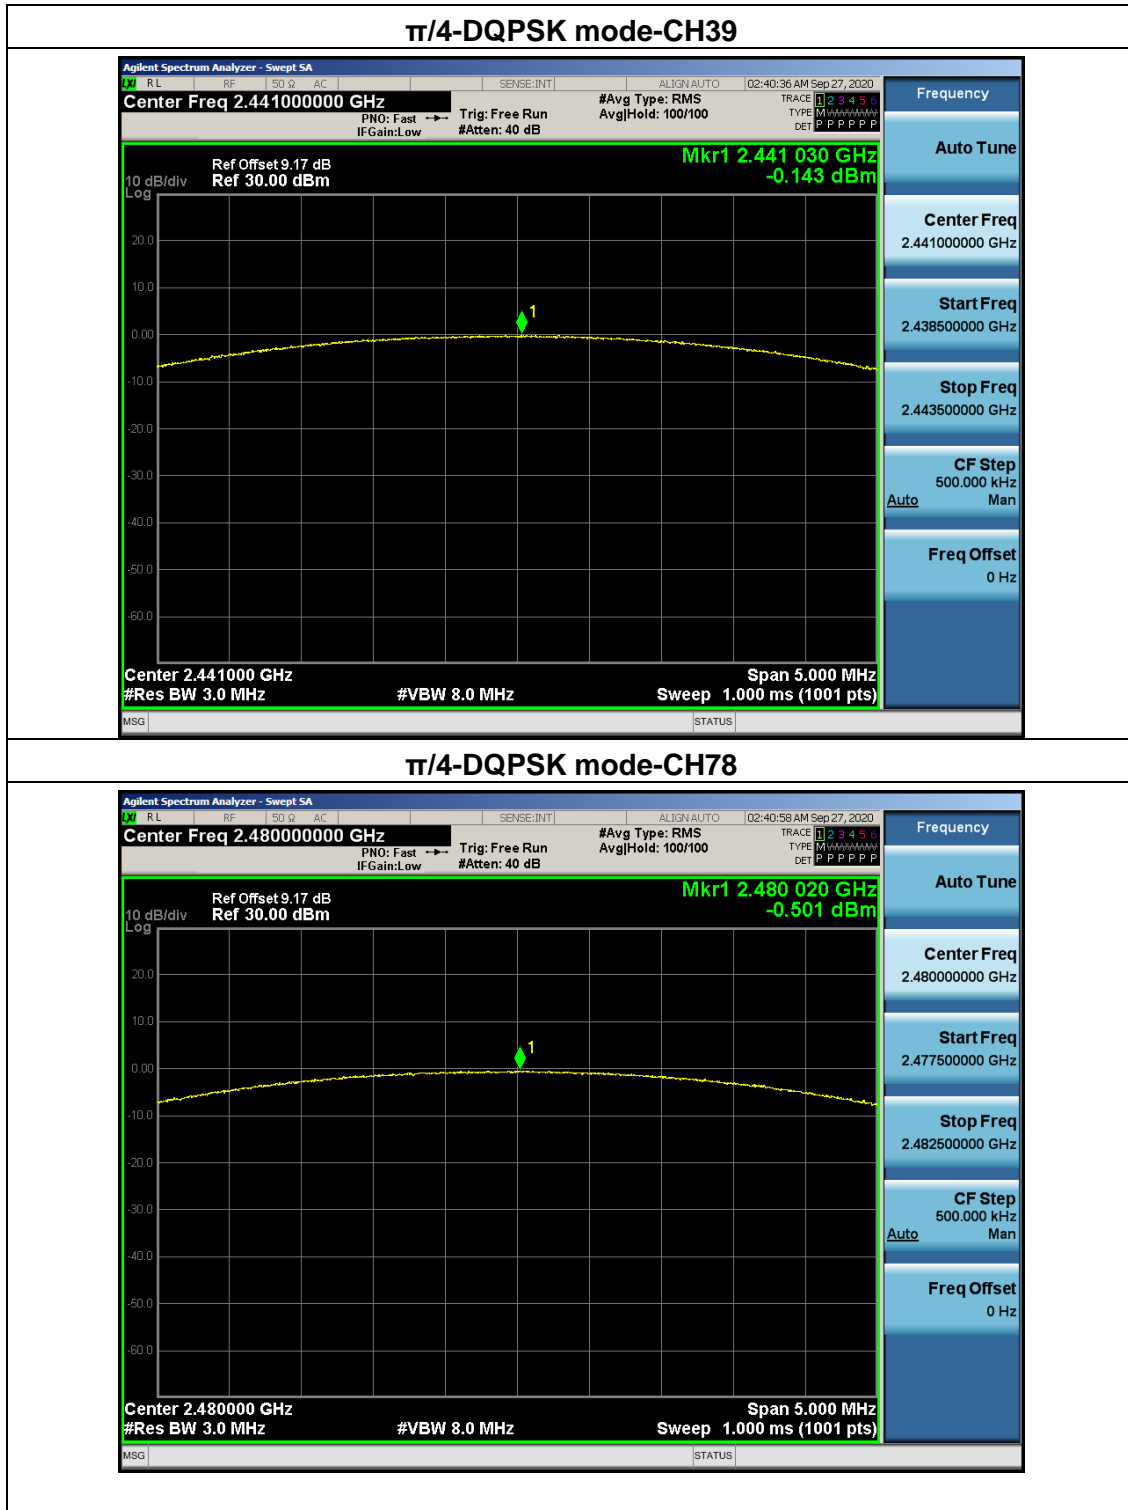 π/4-DQPSK mode-CH39
Agilent Spectrum Analyzer - Swept SA
LXI RL RF 50 Ω AC SENSE:INT ALIGN AUTO 02:40:36 AM Sep 27, 2020
Center Freq 2.441000000 GHz
PNO: Fast
IFGain:Low
Trig: Free Run
#Atten: 40 dB
#Avg Type: RMS
Avg|Hold: 100/100
TRACE 1 2 3 4 5 6
TYPE M WWWWW
DET P P P P P P
Mkr1 2.441 030 GHz
-0.143 dBm
Ref Offset 9.17 dB
10 dB/div Ref 30.00 dBm
Log
20.0
10.0
1
0.00
-10.0
-20.0
-30.0
-40.0
-50.0
-60.0
Center 2.441000 GHz Span 5.000 MHz
#Res BW 3.0 MHz #VBW 8.0 MHz Sweep 1.000 ms (1001 pts)
MSG STATUS
Frequency
Auto Tune
Center Freq
2.441000000 GHz
Start Freq
2.438500000 GHz
Stop Freq
2.443500000 GHz
CF Step
500.000 kHz
Auto Man
Freq Offset
0 Hz
π/4-DQPSK mode-CH78
Agilent Spectrum Analyzer - Swept SA
LXI RL RF 50 Ω AC SENSE:INT ALIGN AUTO 02:40:58 AM Sep 27, 2020
Center Freq 2.480000000 GHz
PNO: Fast
IFGain:Low
Trig: Free Run
#Atten: 40 dB
#Avg Type: RMS
Avg|Hold: 100/100
TRACE 1 2 3 4 5 6
TYPE M WWWWW
DET P P P P P P
Mkr1 2.480 020 GHz
-0.501 dBm
Ref Offset 9.17 dB
10 dB/div Ref 30.00 dBm
Log
20.0
10.0
1
0.00
-10.0
-20.0
-30.0
-40.0
-50.0
-60.0
Center 2.480000 GHz Span 5.000 MHz
#Res BW 3.0 MHz #VBW 8.0 MHz Sweep 1.000 ms (1001 pts)
MSG STATUS
Frequency
Auto Tune
Center Freq
2.480000000 GHz
Start Freq
2.477500000 GHz
Stop Freq
2.482500000 GHz
CF Step
500.000 kHz
Auto Man
Freq Offset
0 Hz